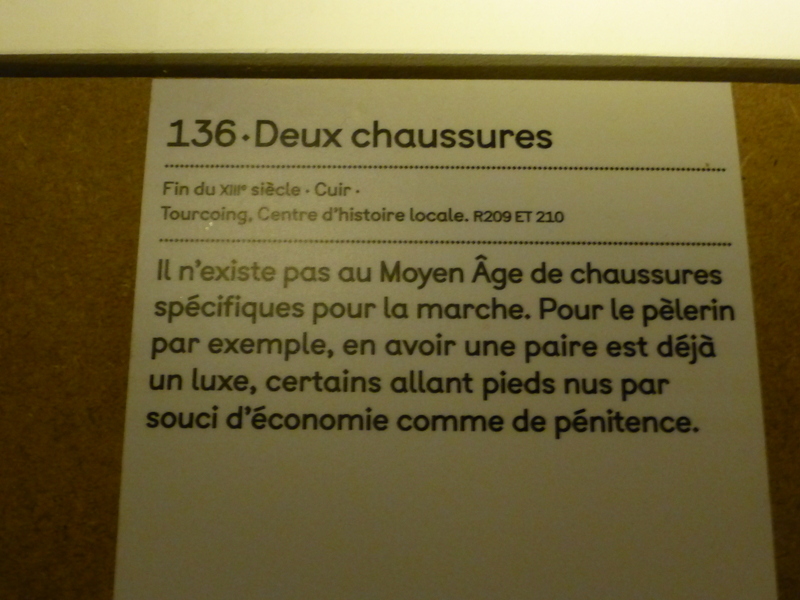 136·Deux chaussures
Fin du XIIIe siècle · Cuir ·
Tourcoing, Centre d'histoire locale. R209 ET 210
Il n'existe pas au Moyen Âge de chaussures
spécifiques pour la marche. Pour le pèlerin
par exemple, en avoir une paire est déjà
un luxe, certains allant pieds nus par
souci d'économie comme de pénitence.